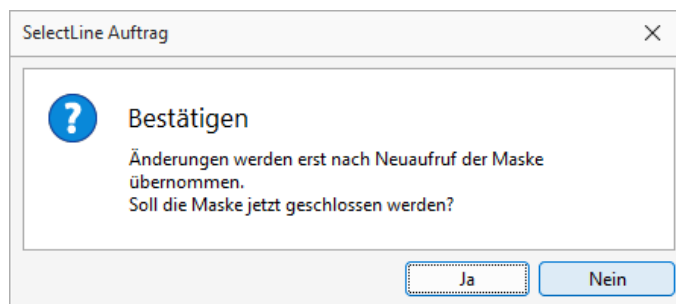 SelectLine Auftrag
Bestätigen
Änderungen werden erst nach Neuaufruf der Maske
übernommen.
Soll die Maske jetzt geschlossen werden?
Ja
Nein